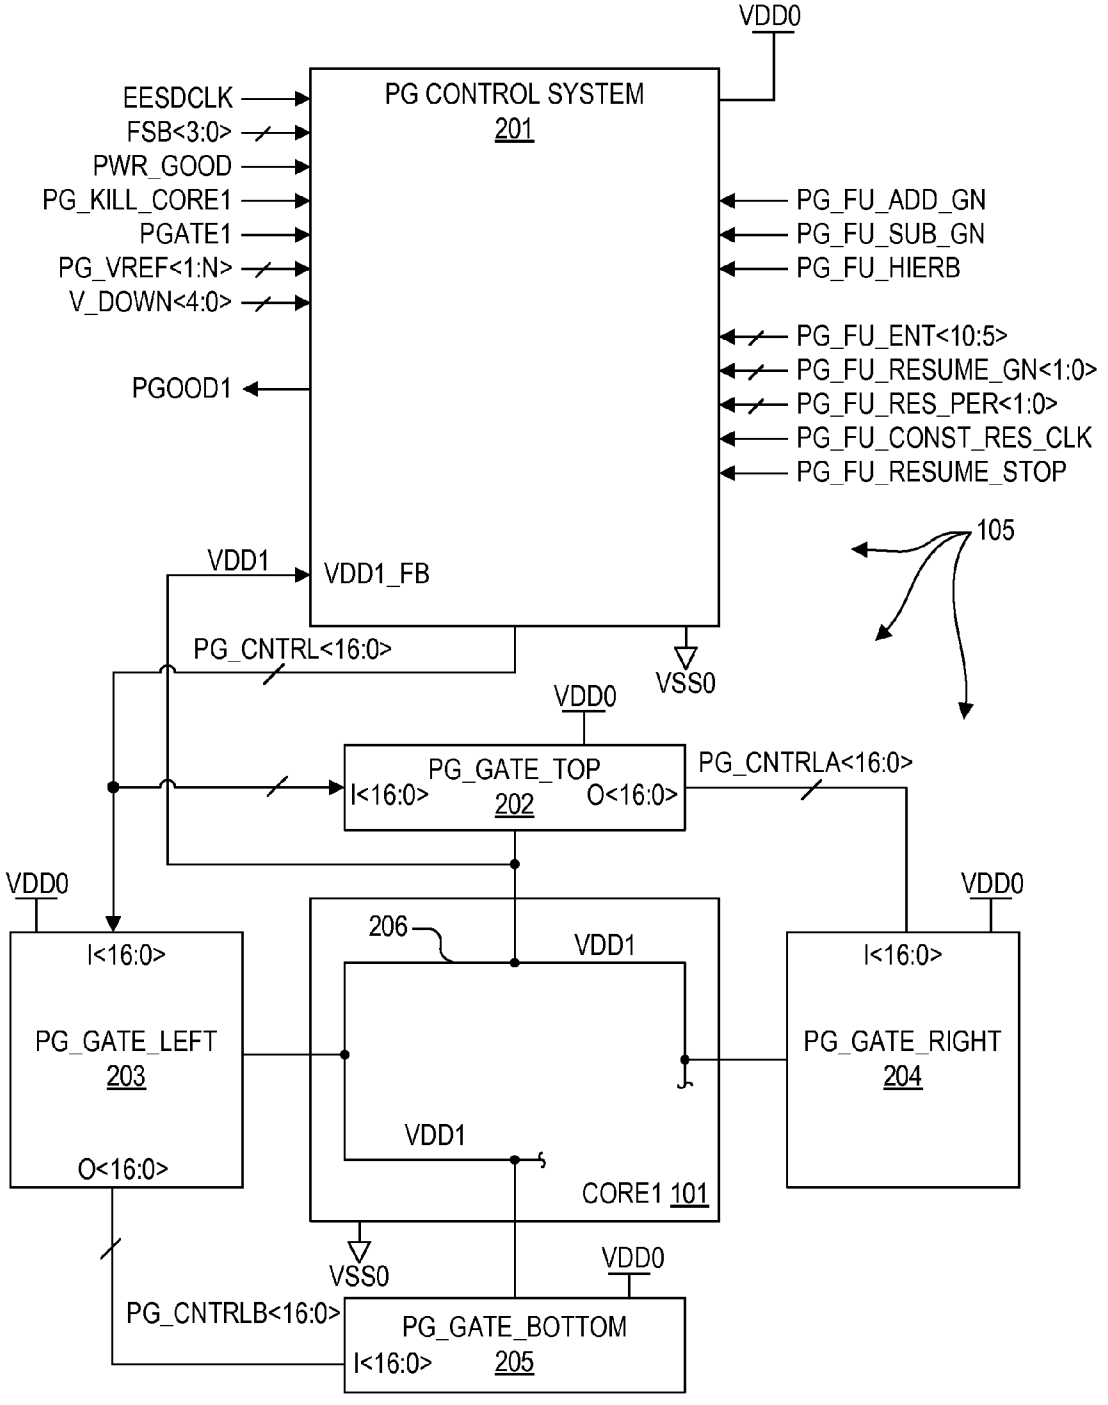 VDD0
PG CONTROL SYSTEM
201
EESDCLK
FSB<3:0>
PWR_GOOD
PG_KILL_CORE1
PGATE1
PG_VREF<1:N>
V_DOWN<4:0>
PGOOD1
PG_FU_ADD_GN
PG_FU_SUB_GN
PG_FU_HIERB
PG_FU_ENT<10:5>
PG_FU_RESUME_GN<1:0>
PG_FU_RES_PER<1:0>
PG_FU_CONST_RES_CLK
PG_FU_RESUME_STOP
105
VDD1
VDD1_FB
PG_CNTRL<16:0>
VSS0
VDD0
PG_GATE_TOP
I<16:0>
O<16:0>
202
PG_CNTRLA<16:0>
VDD0
I<16:0>
PG_GATE_LEFT
203
O<16:0>
206
VDD1
VDD1
CORE1 101
VSS0
VDD0
I<16:0>
PG_GATE_RIGHT
204
PG_CNTRLB<16:0>
VDD0
PG_GATE_BOTTOM
I<16:0>
205